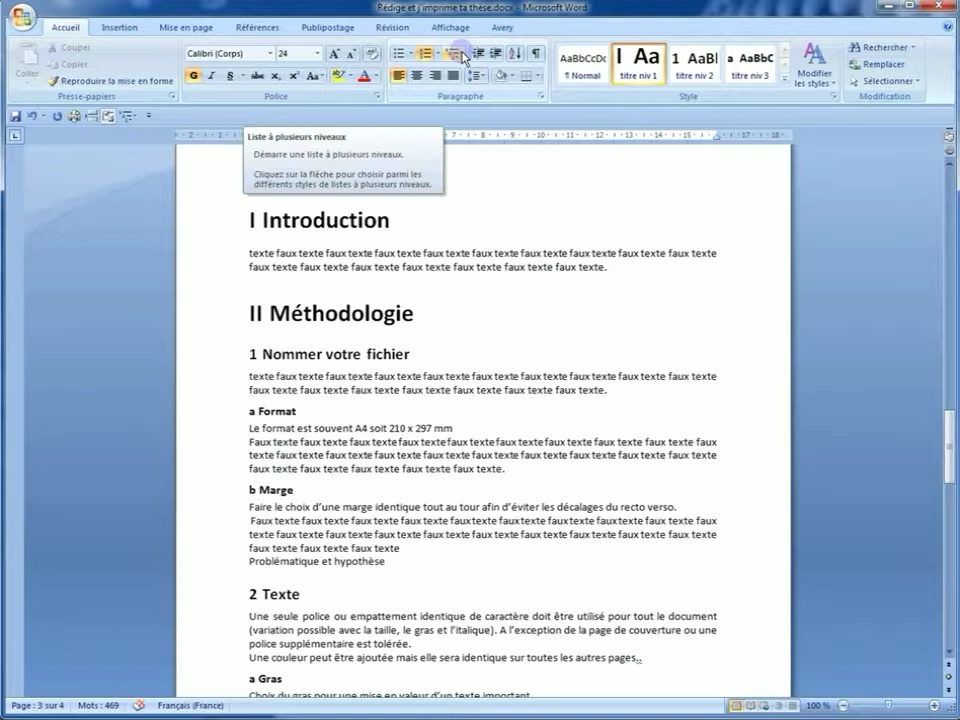 Rédige et j'imprime ta thèse.docx - Microsoft Word
Accueil Insertion Mise en page Références Publipostage Révision Affichage Avery
Couper
Copier
Reproduire la mise en forme
Coller
Presse-papiers
Calibri (Corps) 24
Police
Paragraphe
AaBbCcDc I Aa 1 AaBl a AaBbC
¶ Normal titre niv 1 titre niv 2 titre niv 3
Modifier
les styles
Style
Rechercher
Remplacer
Sélectionner
Modification
Liste à plusieurs niveaux
Démarre une liste à plusieurs niveaux.
Cliquez sur la flèche pour choisir parmi les
différents styles de listes à plusieurs niveaux.
I Introduction
texte faux texte faux texte faux texte faux texte faux texte faux texte faux texte faux texte
faux texte faux texte faux texte faux texte faux texte faux texte faux texte.
II Méthodologie
1 Nommer votre fichier
texte faux texte faux texte faux texte faux texte faux texte faux texte faux texte faux texte
faux texte faux texte faux texte faux texte faux texte faux texte faux texte.
a Format
Le format est souvent A4 soit 210 x 297 mm
Faux texte faux texte faux texte faux texte faux texte faux texte faux texte faux texte faux
texte faux texte faux texte faux texte faux texte faux texte faux texte faux texte faux texte
faux texte faux texte faux texte faux texte faux texte.
b Marge
Faire le choix d'une marge identique tout au tour afin d'éviter les décalages du recto verso.
Faux texte faux texte faux texte faux texte faux texte faux texte faux texte faux texte faux
texte faux texte faux texte faux texte faux texte faux texte faux texte faux texte faux texte
faux texte faux texte faux texte
Problématique et hypothèse
2 Texte
Une seule police ou empattement identique de caractère doit être utilisé pour tout le document
(variation possible avec la taille, le gras et l'italique). A l'exception de la page de couverture ou une
police supplémentaire est tolérée.
Une couleur peut être ajoutée mais elle sera identique sur toutes les autres pages..
a Gras
Choix du gras pour une mise en valeur d'un texte important
Page : 3 sur 4 Mots : 469 Français (France) 100 %